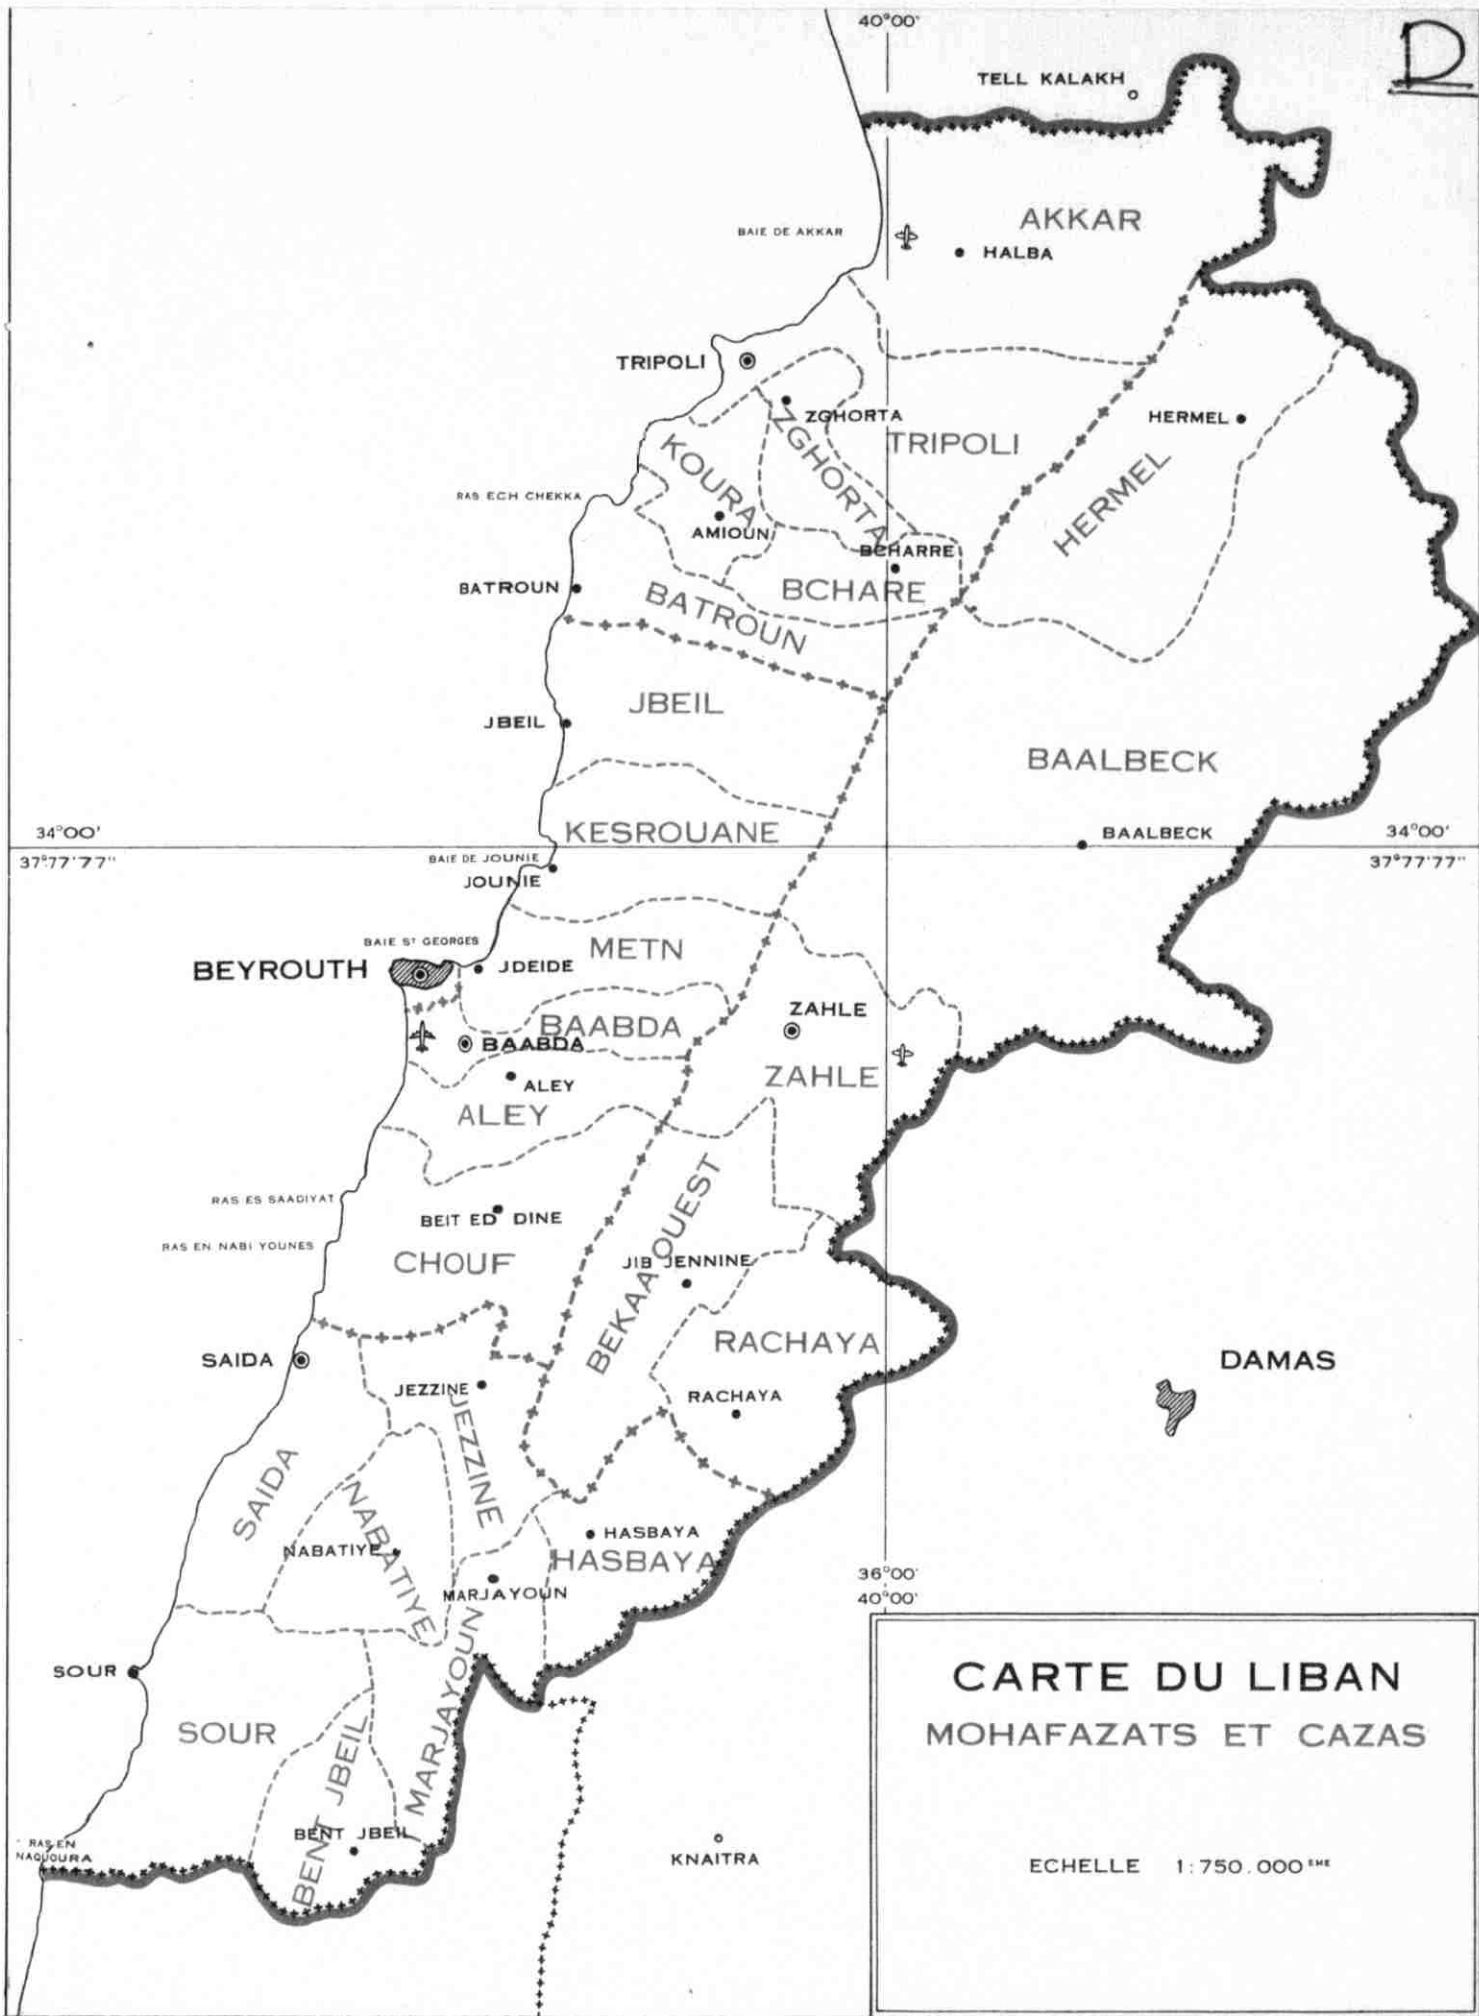 40°00'
D
TELL KALAKH
AKKAR
BAIE DE AKKAR
HALBA
TRIPOLI
ZGHORTA
ZGHORTA
TRIPOLI
HERMEL
HERMEL
KOURA
RAS ECH CHEKKA
AMIOUN
BCHARRE
BCHARE
BATROUN
BATROUN
JBEIL
JBEIL
BAALBECK
KESROUANE
BAALBECK
34°00'
34°00'
37°77'77"
37°77'77"
BAIE DE JOUNIE
JOUNIE
METN
BAIE ST GEORGES
BEYROUTH
JDEIDE
BAABDA
BAABDA
ZAHLE
ZAHLE
ALEY
ALEY
RAS ES SAADIYAT
BEIT ED DINE
RAS EN NABI YOUNES
CHOUF
BEKAA OUEST
JIB JENNINE
RACHAYA
SAIDA
DAMAS
JEZZINE
RACHAYA
JEZZINE
SAIDA
NABATIYE
NABATIYE
HASBAYA
HASBAYA
MARJAYOUN
MARJAYOUN
36°00'
40°00'
SOUR
SOUR
BENT JBEIL
BENT JBEIL
RAS EN
NAQUOURA
KNAITRA
CARTE DU LIBAN
MOHAFAZATS ET CAZAS
ECHELLE 1:750.000 EME